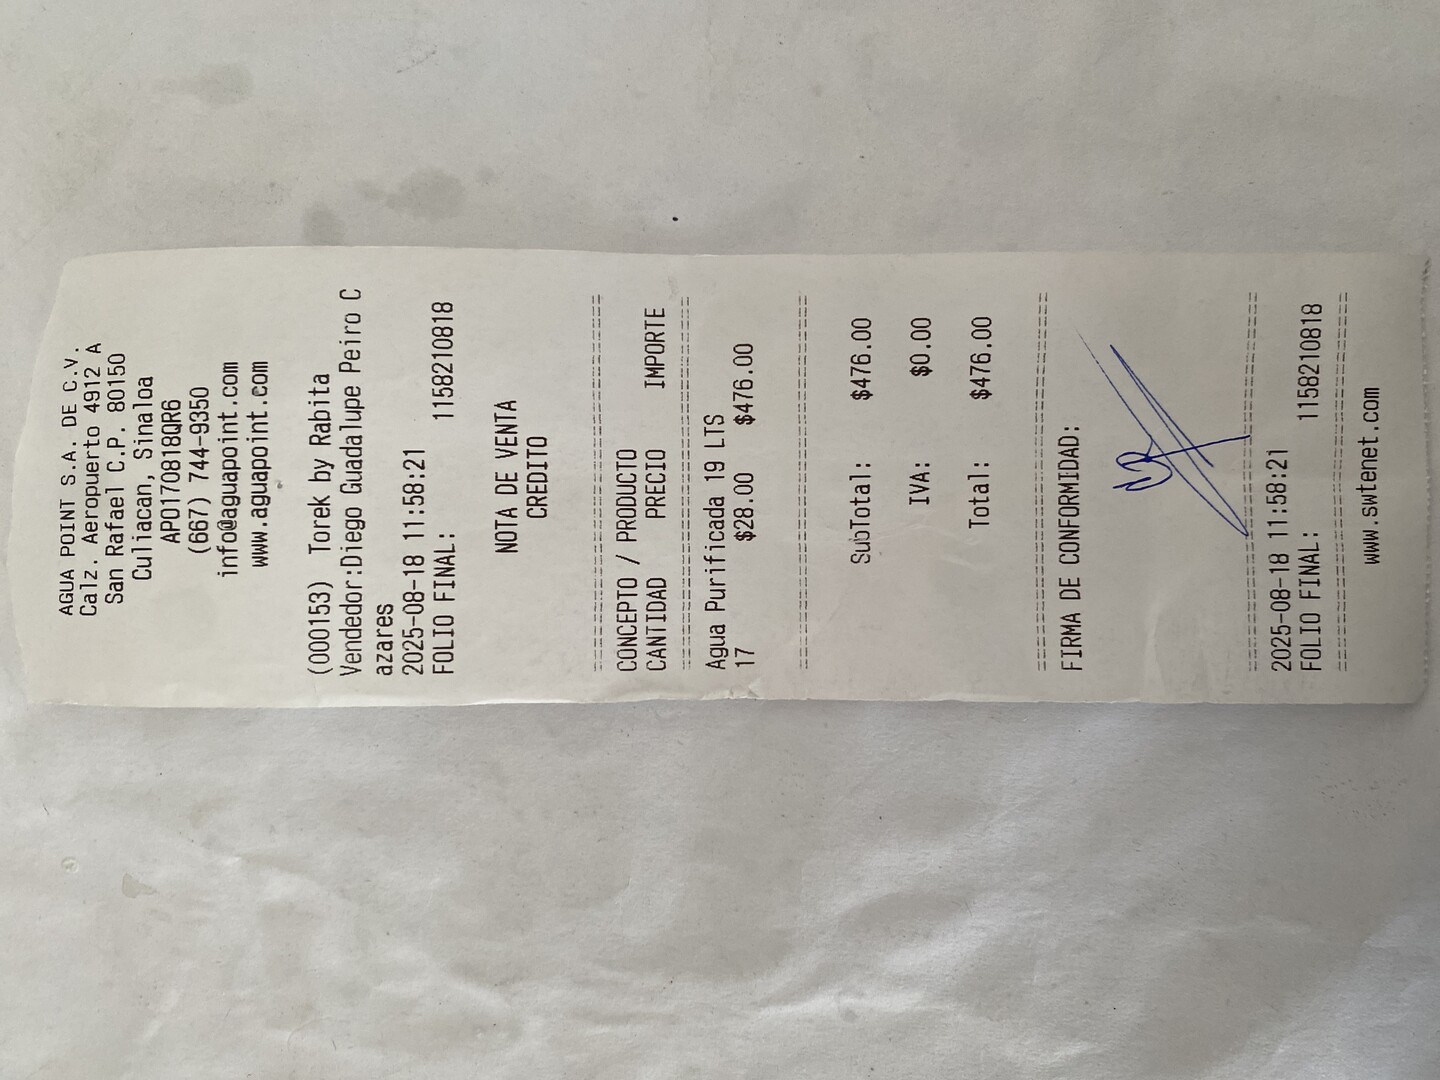 AGUA POINT S.A. DE C.V.
Calz. Aeropuerto 4912 A
San Rafael C.P. 80150
Culiacan, Sinaloa
APO170818QR6
(667) 744-9350
info@aguapoint.com
www.aguapoint.com
(000153) Torek by Rabita
Vendedor:Diego Guadalupe Peiro C
azares
2025-08-18 11:58:21
FOLIO FINAL: 1158210818
NOTA DE VENTA
CREDITO
CONCEPTO / PRODUCTO
CANTIDAD PRECIO IMPORTE
Agua Purificada 19 LTS
17 $28.00 $476.00
SubTotal: $476.00
IVA: $0.00
Total: $476.00
FIRMA DE CONFORMIDAD:
2025-08-18 11:58:21
FOLIO FINAL: 1158210818
www.swtenet.com